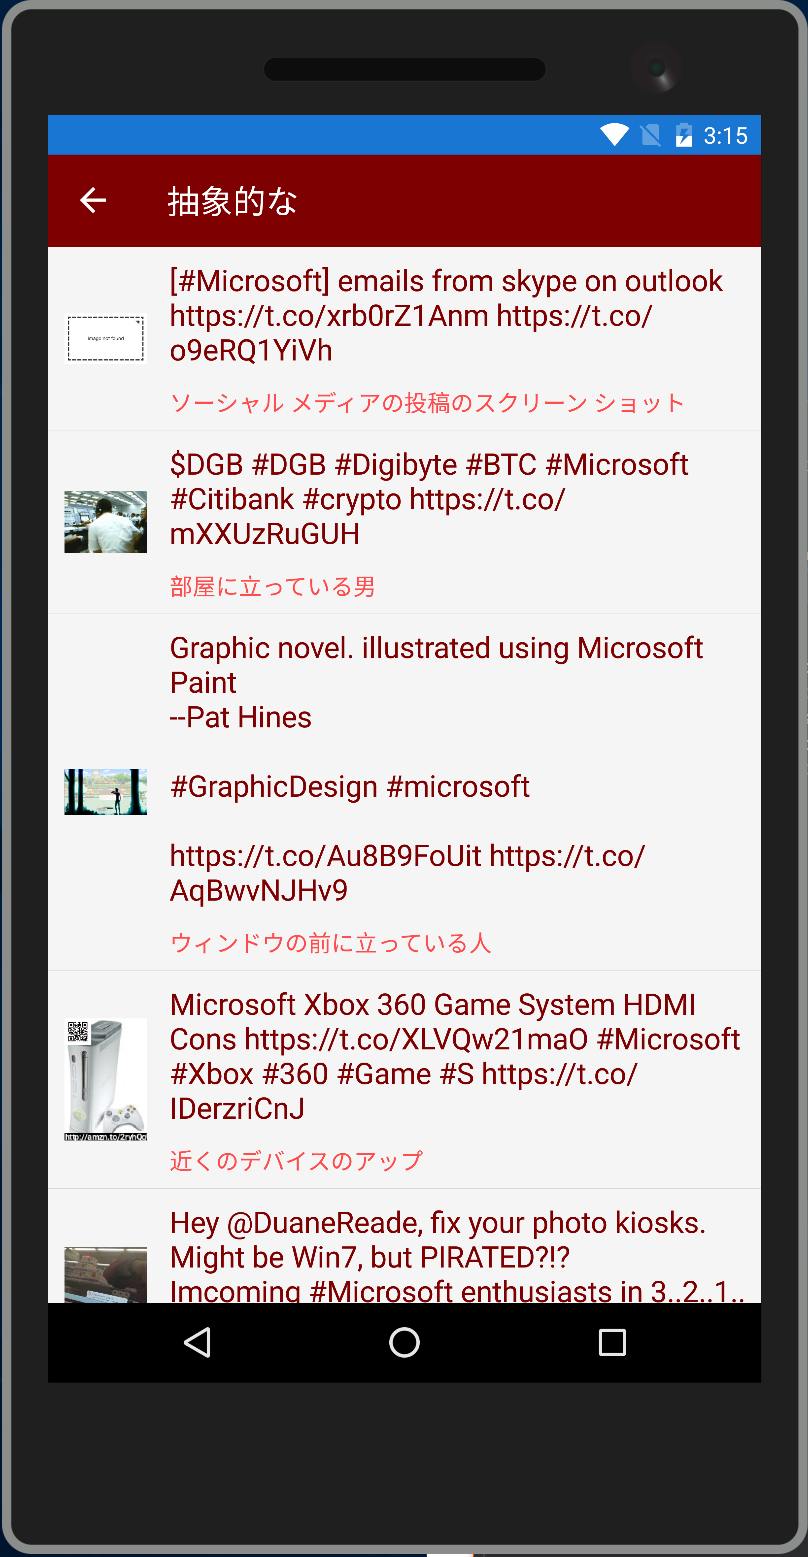 3:15
抽象的な
[#Microsoft] emails from skype on outlook
https://t.co/xrb0rZ1Anm https://t.co/
o9eRQ1YiVh
image not found
ソーシャル メディアの投稿のスクリーン ショット
$DGB #DGB #Digibyte #BTC #Microsoft
#Citibank #crypto https://t.co/
mXXUzRuGUH
部屋に立っている男
Graphic novel. illustrated using Microsoft
Paint
--Pat Hines
#GraphicDesign #microsoft
https://t.co/Au8B9FoUit https://t.co/
AqBwvNJHv9
ウィンドウの前に立っている人
Microsoft Xbox 360 Game System HDMI
Cons https://t.co/XLVQw21maO #Microsoft
#Xbox #360 #Game #S https://t.co/
IDerzriCnJ
近くのデバイスのアップ
Hey @DuaneReade, fix your photo kiosks.
Might be Win7, but PIRATED?!?
Imcoming #Microsoft enthusiasts in 3..2..1..